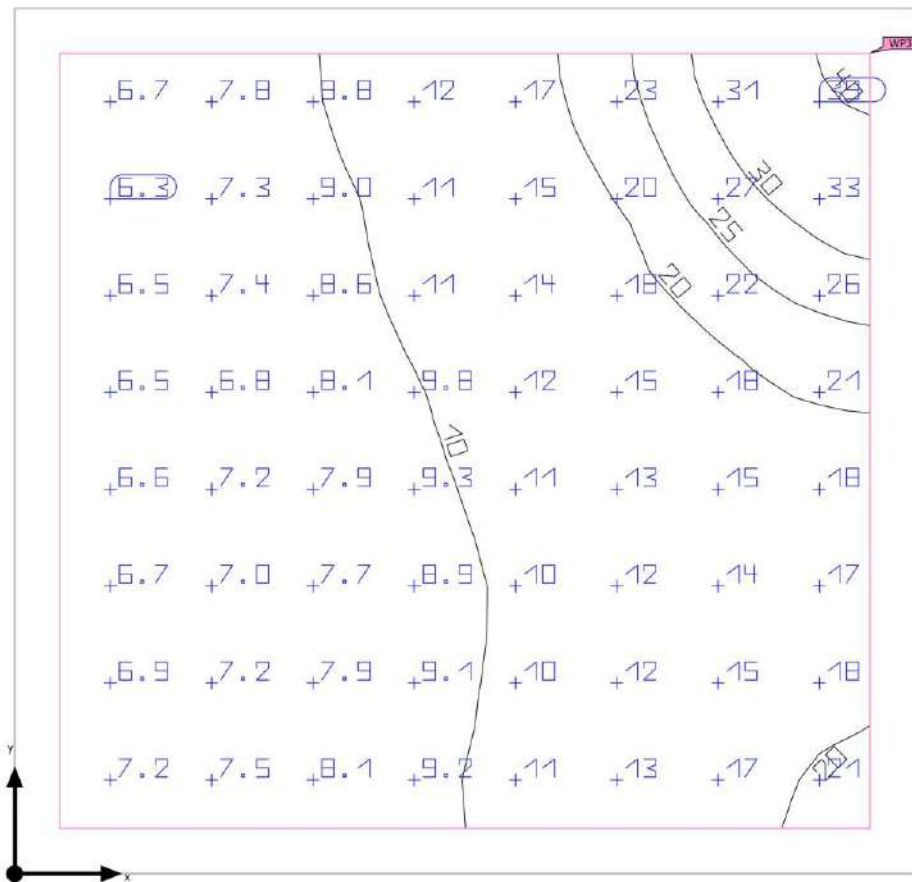 WP3
6.7 7.8 9.8 12 17 23 31
6.3 7.3 9.0 11 15 20 27 33
30
25
6.5 7.4 8.6 11 14 18 22 26
20
6.5 6.8 8.1 9.8 12 15 18 21
10
6.6 7.2 7.9 9.3 11 13 15 18
6.7 7.0 7.7 8.9 10 12 14 17
6.9 7.2 7.9 9.1 10 12 15 18
Y
7.2 7.5 8.1 9.2 11 13 17 21
20
x